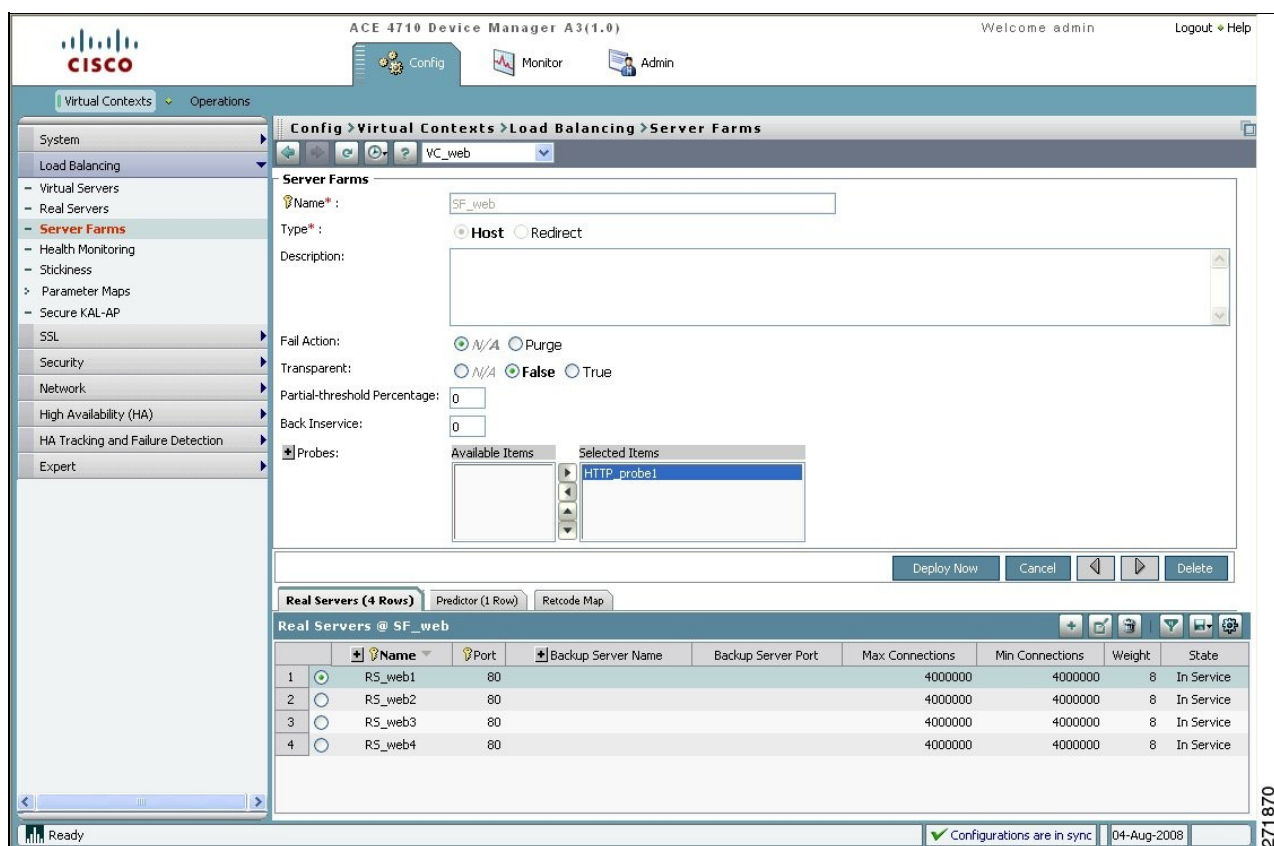 ACE 4710 Device Manager A3(1.0)
Welcome admin
Logout Help
CISCO
Config
Monitor
Admin
Virtual Contexts
Operations
System
Load Balancing
Virtual Servers
Real Servers
Server Farms
Health Monitoring
Stickiness
Parameter Maps
Secure KAL-AP
SSL
Security
Network
High Availability (HA)
HA Tracking and Failure Detection
Expert
Config >Virtual Contexts >Load Balancing >Server Farms
VC_web
Server Farms
Name* : SF_web
Type* : Host Redirect
Description:
Fail Action: N/A Purge
Transparent: N/A False True
Partial-threshold Percentage: 0
Back Inservice: 0
Probes: Available Items Selected Items
HTTP_probe1
Deploy Now Cancel Delete
Real Servers (4 Rows) Predictor (1 Row) Retcode Map
Real Servers @ SF_web
Name Port Backup Server Name Backup Server Port Max Connections Min Connections Weight State
1 RS_web1 80 4000000 4000000 8 In Service
2 RS_web2 80 4000000 4000000 8 In Service
3 RS_web3 80 4000000 4000000 8 In Service
4 RS_web4 80 4000000 4000000 8 In Service
Ready
Configurations are in sync
04-Aug-2008
271870